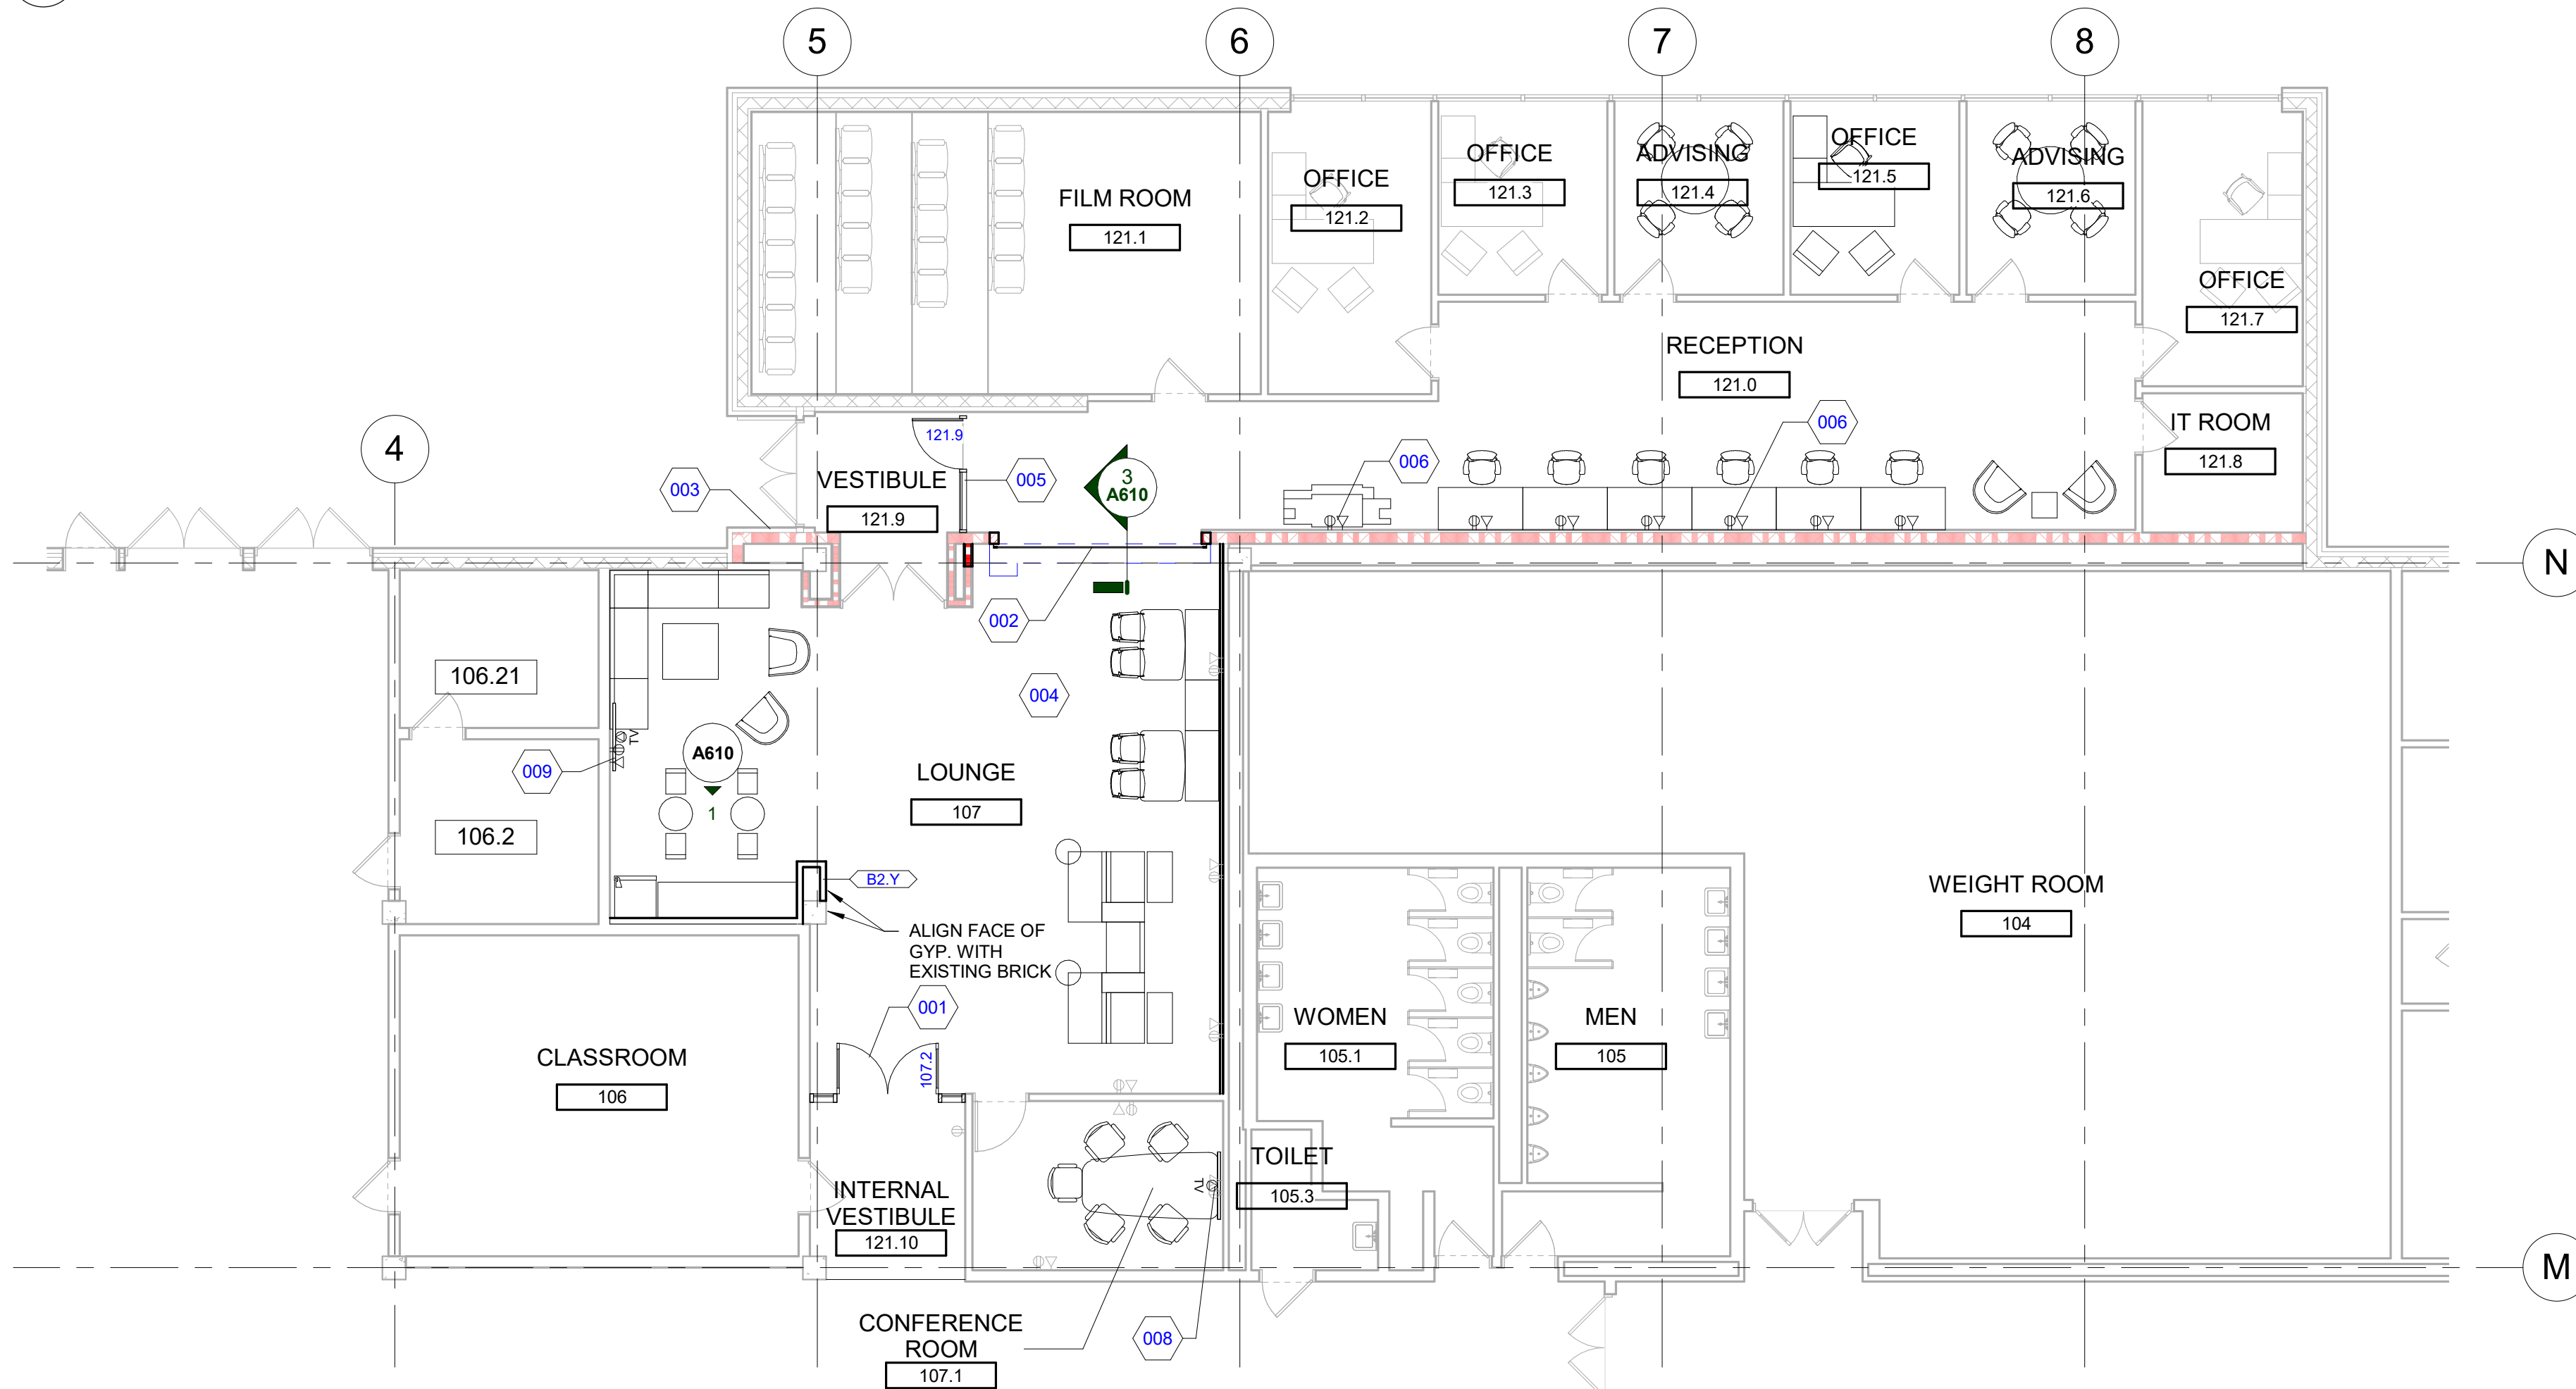 5
6
7
8
OFFICE
121.5
OFFICE
121.3
ADVISING
121.4
ADVISING
121.6
OFFICE
121.2
FILM ROOM
121.1
OFFICE
121.7
RECEPTION
121.0
IT ROOM
121.8
006
006
121.9
4
003
VESTIBULE
121.9
005
3
A610
N
002
106.21
004
TV
A610
1
009
LOUNGE
107
106.2
B2.Y
WEIGHT ROOM
104
ALIGN FACE OF
GYP. WITH
EXISTING BRICK
001
107.2
WOMEN
105.1
MEN
105
CLASSROOM
106
TOILET
105.3
TV
INTERNAL
VESTIBULE
121.10
M
CONFERENCE
ROOM
107.1
008